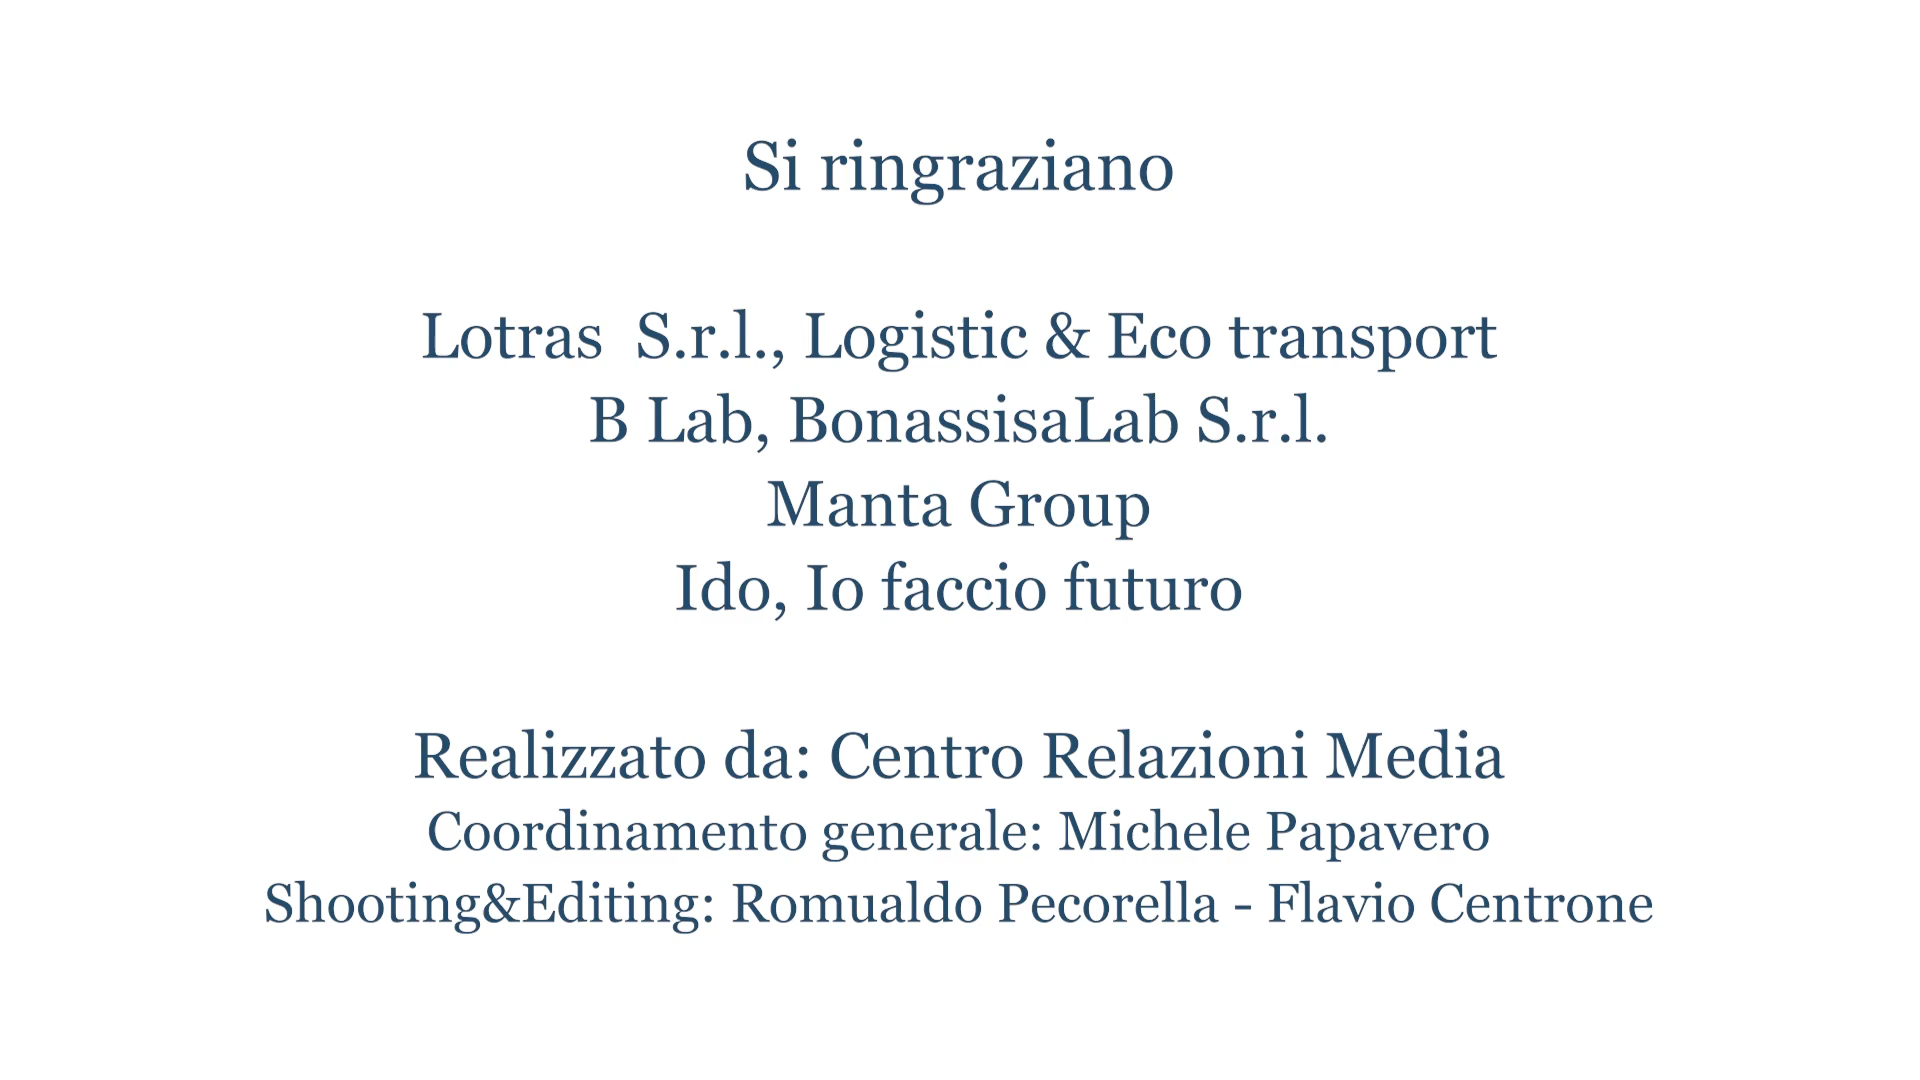 Si ringraziano
Lotras  S.r.l., Logistic & Eco transport
B Lab, BonassisaLab S.r.l.
Manta Group
Ido, Io faccio futuro
Realizzato da: Centro Relazioni Media
Coordinamento generale: Michele Papavero
Shooting&Editing: Romualdo Pecorella - Flavio Centrone